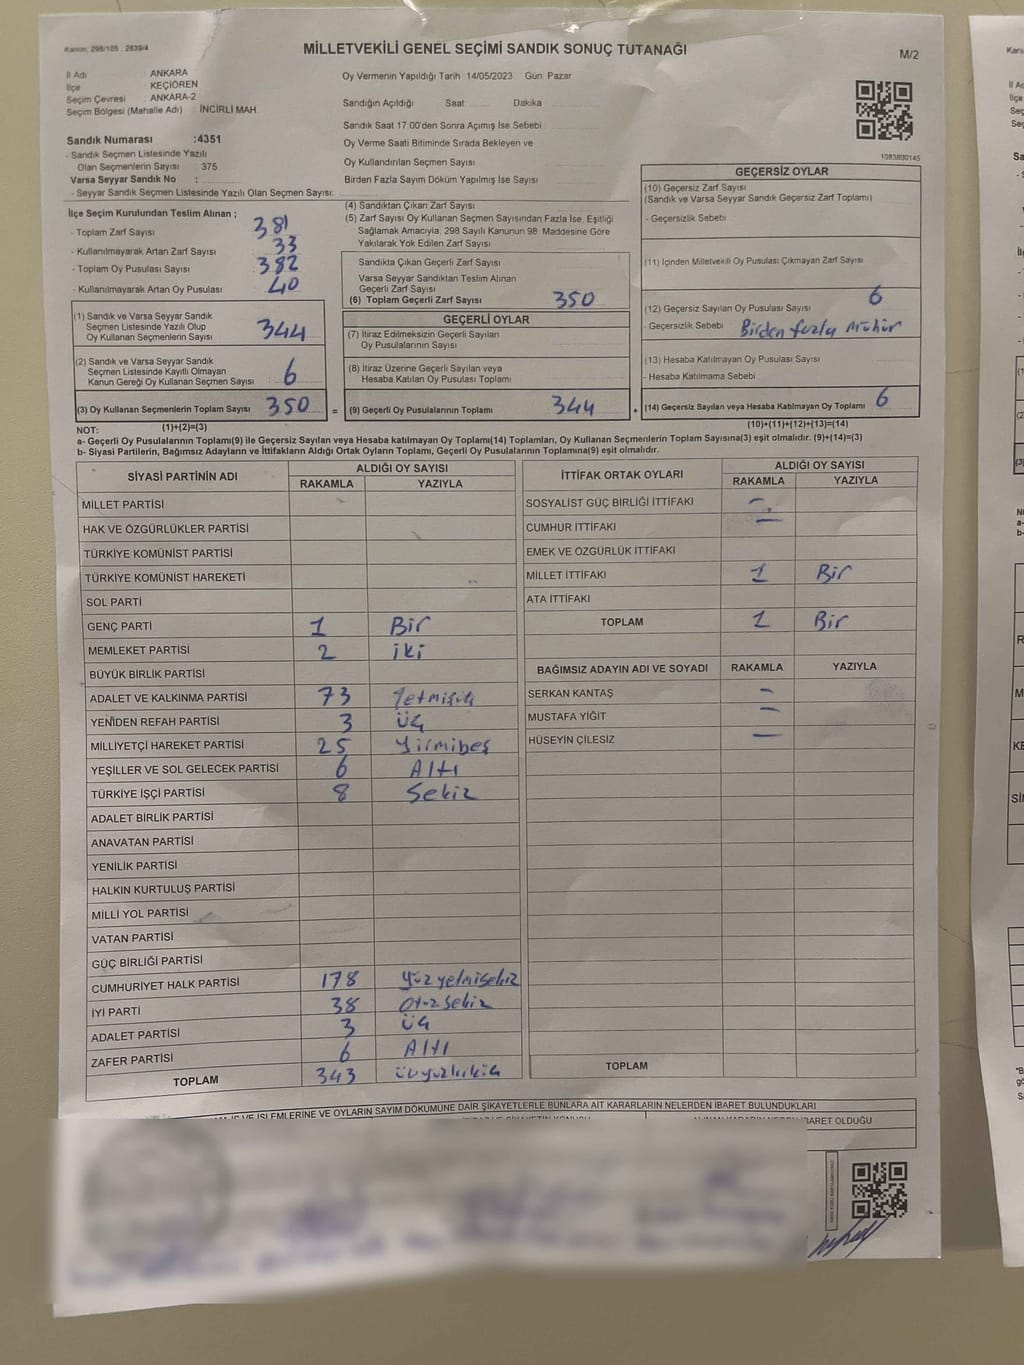 Kanun; 298/105 , 2839/4
MİLLETVEKİLİ GENEL SEÇİMİ SANDIK SONUÇ TUTANAĞI
M/2
İl Adı : ANKARA
İlçe : KEÇİÖREN
Seçim Çevresi : ANKARA-2
Seçim Bölgesi (Mahalle Adı) : İNCİRLİ MAH
Sandık Numarası :4351
- Sandık Seçmen Listesinde Yazılı
Olan Seçmenlerin Sayısı : 375
Varsa Seyyar Sandık No :
- Seyyar Sandık Seçmen Listesinde Yazılı Olan Seçmen Sayısı:
Oy Vermenin Yapıldığı Tarih 14/05/2023 Gün: Pazar
Sandığın Açıldığı Saat Dakika
Sandık Saat 17.00'den Sonra Açımış İse Sebebi
Oy Verme Saati Bitiminde Sırada Bekleyen ve
Oy Kullandırılan Seçmen Sayısı
Birden Fazla Sayım Döküm Yapılmış İse Sayısı
1083800145
İlçe Seçim Kurulundan Teslim Alınan ;
- Toplam Zarf Sayısı : 381
- Kullanılmayarak Artan Zarf Sayısı : 33
- Toplam Oy Pusulası Sayısı : 382
- Kullanılmayarak Artan Oy Pusulası : 40
(1) Sandık ve Varsa Seyyar Sandık
Seçmen Listesinde Yazılı Olup
Oy Kullanan Seçmenlerin Sayısı : 344
(2) Sandık ve Varsa Seyyar Sandık
Seçmen Listesinde Kayıtlı Olmayan
Kanun Gereği Oy Kullanan Seçmen Sayısı : 6
(3) Oy Kullanan Seçmenlerin Toplam Sayısı : 350
(4) Sandıktan Çıkan Zarf Sayısı
(5) Zarf Sayısı Oy Kullanan Seçmen Sayısından Fazla İse, Eşitliği
Sağlamak Amacıyla; 298 Sayılı Kanunun 98. Maddesine Göre
Yakılarak Yok Edilen Zarf Sayısı
Sandıkta Çıkan Geçerli Zarf Sayısı
Varsa Seyyar Sandıktan Teslim Alınan
Geçerli Zarf Sayısı
(6) Toplam Geçerli Zarf Sayısı 350
GEÇERLİ OYLAR
(7) İtiraz Edilmeksizin Geçerli Sayılan
Oy Pusulalarının Sayısı
(8) İtiraz Üzerine Geçerli Sayılan veya
Hesaba Katılan Oy Pusulası Toplamı
= (9) Geçerli Oy Pusulalarının Toplamı 344 +
GEÇERSİZ OYLAR
(10) Geçersiz Zarf Sayısı
(Sandık ve Varsa Seyyar Sandık Geçersiz Zarf Toplamı)
- Geçersizlik Sebebi
(11) İçinden Milletvekili Oy Pusulası Çıkmayan Zarf Sayısı
(12) Geçersiz Sayılan Oy Pusulası Sayısı 6
- Geçersizlik Sebebi Birden fazla mühür
(13) Hesaba Katılmayan Oy Pusulası Sayısı
- Hesaba Katılmama Sebebi
(14) Geçersiz Sayılan veya Hesaba Katılmayan Oy Toplamı 6
NOT: (1)+(2)=(3) (10)+(11)+(12)+(13)=(14)
a- Geçerli Oy Pusulalarının Toplamı(9) ile Geçersiz Sayılan veya Hesaba katılmayan Oy Toplamı(14) Toplamları, Oy Kullanan Seçmenlerin Toplam Sayısına(3) eşit olmalıdır. (9)+(14)=(3)
b- Siyasi Partilerin, Bağımsız Adayların ve İttifakların Aldığı Ortak Oyların Toplamı, Geçerli Oy Pusulalarının Toplamına(9) eşit olmalıdır.
SİYASİ PARTİNİN ADI ALDIĞI OY SAYISI
RAKAMLA YAZIYLA
MİLLET PARTİSİ
HAK VE ÖZGÜRLÜKLER PARTİSİ
TÜRKİYE KOMÜNİST PARTİSİ
TÜRKİYE KOMÜNİST HAREKETİ
SOL PARTİ
GENÇ PARTİ 1 Bir
MEMLEKET PARTİSİ 2 iki
BÜYÜK BİRLİK PARTİSİ
ADALET VE KALKINMA PARTİSİ 73 Yetmişüç
YENİDEN REFAH PARTİSİ 3 üç
MİLLİYETÇİ HAREKET PARTİSİ 25 yirmibeş
YEŞİLLER VE SOL GELECEK PARTİSİ 6 Altı
TÜRKİYE İŞÇİ PARTİSİ 8 Sekiz
ADALET BİRLİK PARTİSİ
ANAVATAN PARTİSİ
YENİLİK PARTİSİ
HALKIN KURTULUŞ PARTİSİ
MİLLİ YOL PARTİSİ
VATAN PARTİSİ
GÜÇ BİRLİĞİ PARTİSİ
CUMHURİYET HALK PARTİSİ 178 yüzyetmişsekiz
İYİ PARTİ 38 otuzsekiz
ADALET PARTİSİ 3 üç
ZAFER PARTİSİ 6 Altı
TOPLAM 343 üçyüzkırküç
İTTİFAK ORTAK OYLARI ALDIĞI OY SAYISI
RAKAMLA YAZIYLA
SOSYALİST GÜÇ BİRLİĞİ İTTİFAKI -
CUMHUR İTTİFAKI -
EMEK VE ÖZGÜRLÜK İTTİFAKI
MİLLET İTTİFAKI 1 Bir
ATA İTTİFAKI
TOPLAM 1 Bir
BAĞIMSIZ ADAYIN ADI VE SOYADI RAKAMLA YAZIYLA
SERKAN KANTAŞ -
MUSTAFA YİĞİT -
HÜSEYİN ÇİLESİZ -
TOPLAM
İŞLEMLERİNE VE OYLARIN SAYIM DÖKÜMÜNE DAİR ŞİKAYETLERLE BUNLARA AİT KARARLARIN NELERDEN İBARET BULUNDUKLARI
İBARET OLDUĞU